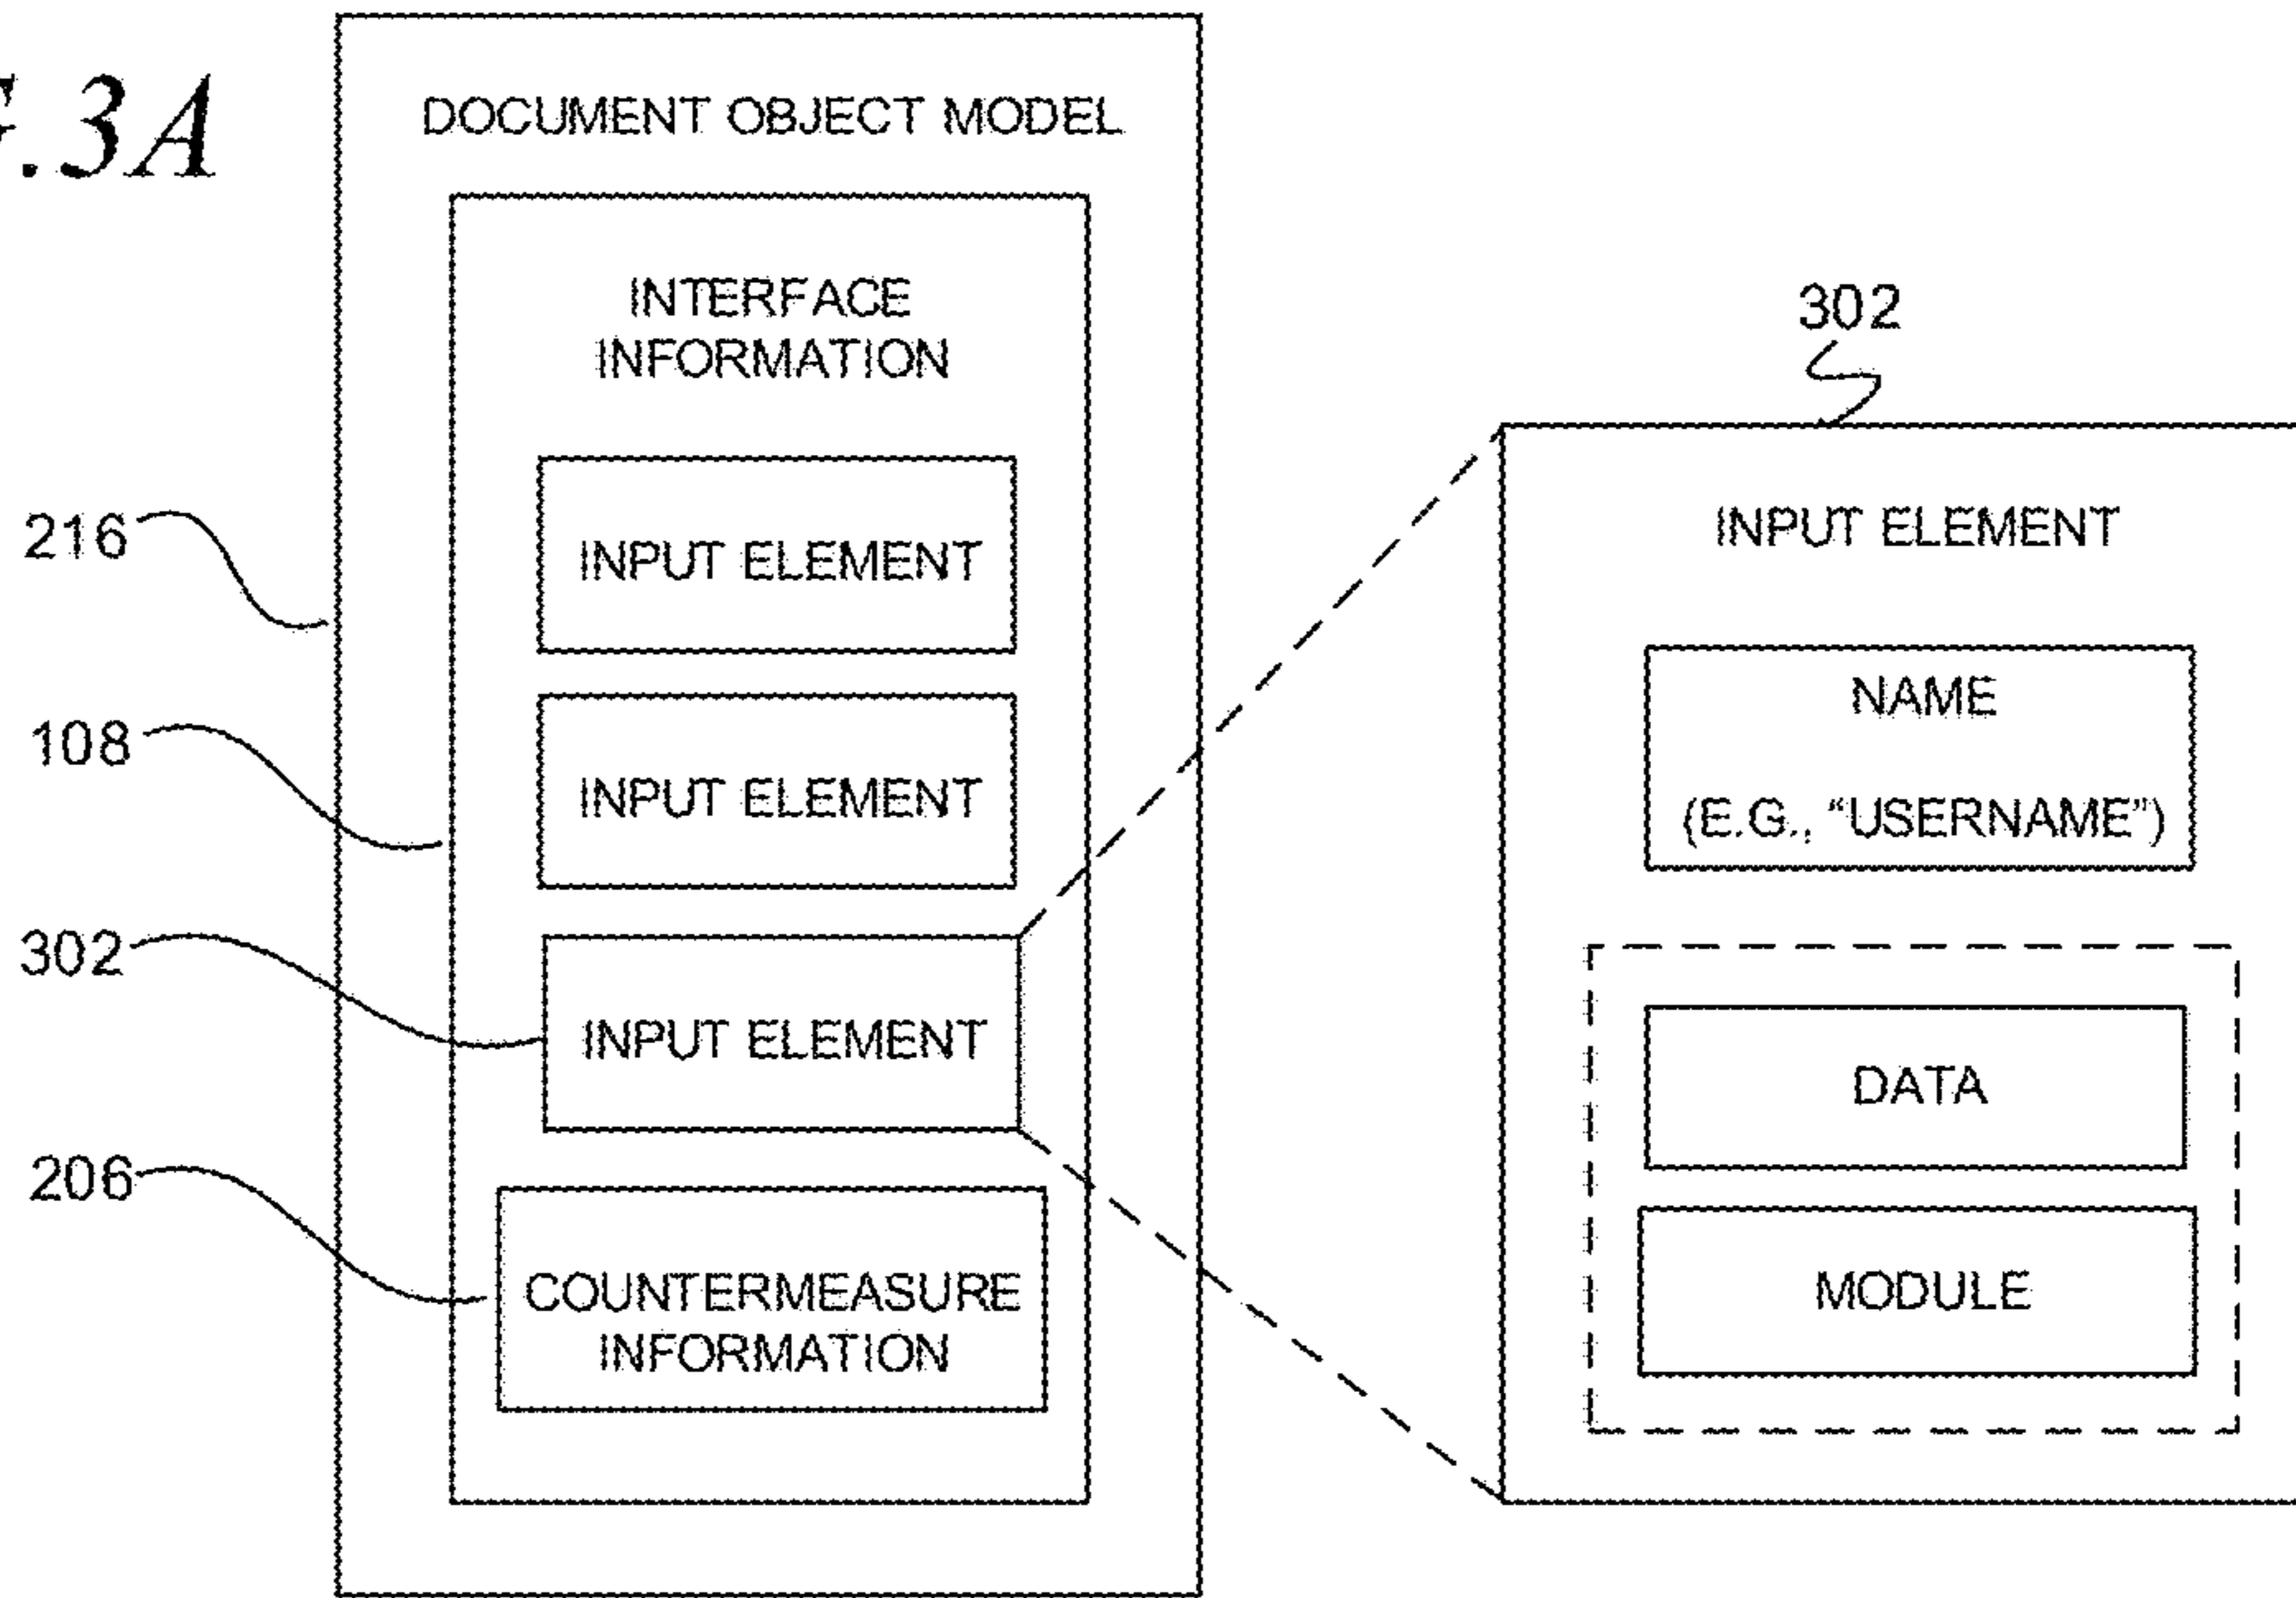 G.3A
DOCUMENT OBJECT MODEL
INTERFACE
INFORMATION
INPUT ELEMENT
INPUT ELEMENT
INPUT ELEMENT
COUNTERMEASURE
INFORMATION
216
108
302
206
302
INPUT ELEMENT
NAME
(E.G., “USERNAME”)
DATA
MODULE